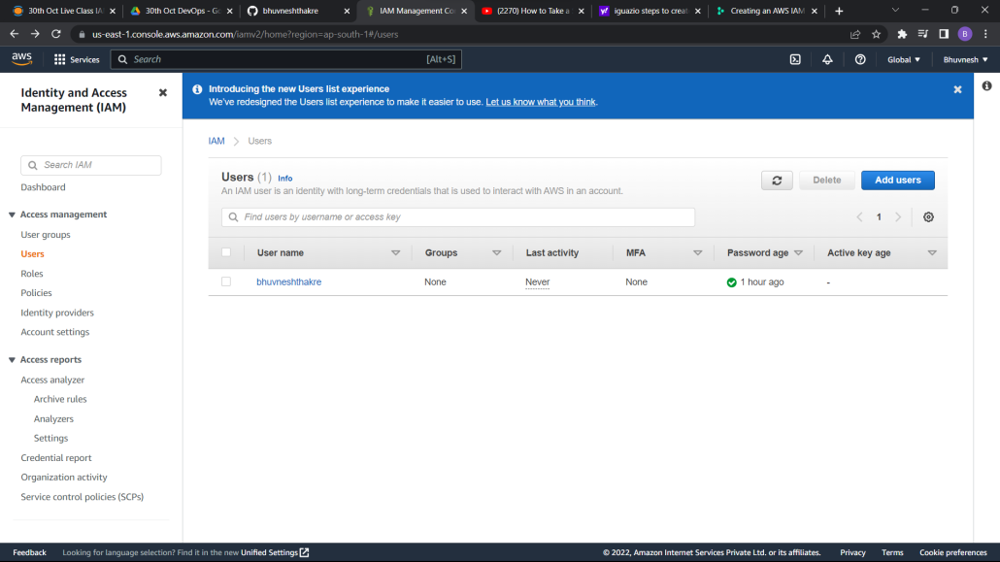 30th Oct Live Class IA
30th Oct DevOps - Go
bhuvneshthakre
IAM Management Co
(2270) How to Take a
iguazio steps to create
Creating an AWS IAM
us-east-1.console.aws.amazon.com/iamv2/home?region=ap-south-1#/users
B
aws
Services
Search
[Alt+S]
Global
Bhuvnesh
Identity and Access
Management (IAM)
Search IAM
Dashboard
Access management
User groups
Users
Roles
Policies
Identity providers
Account settings
Access reports
Access analyzer
Archive rules
Analyzers
Settings
Credential report
Organization activity
Service control policies (SCPs)
Introducing the new Users list experience
We've redesigned the Users list experience to make it easier to use. Let us know what you think.
IAM
Users
Users (1) Info
An IAM user is an identity with long-term credentials that is used to interact with AWS in an account.
Delete
Add users
Find users by username or access key
1
User name
Groups
Last activity
MFA
Password age
Active key age
bhuvneshthakre
None
Never
None
1 hour ago
-
Feedback
Looking for language selection? Find it in the new Unified Settings
© 2022, Amazon Internet Services Private Ltd. or its affiliates.
Privacy
Terms
Cookie preferences